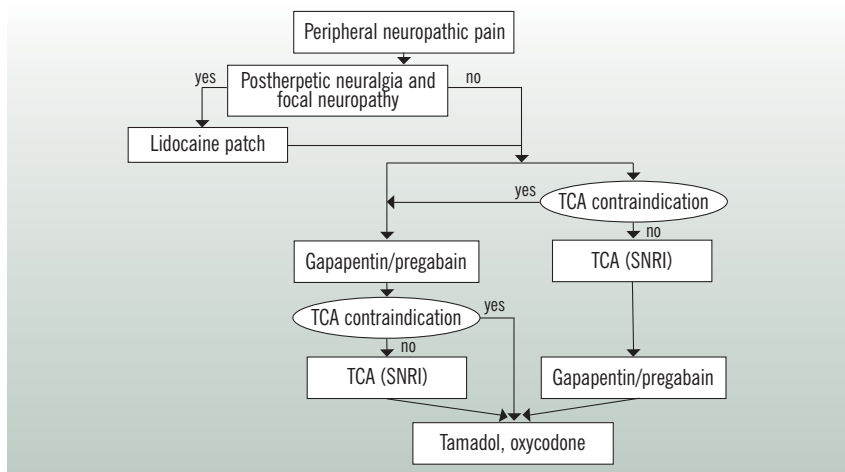 Peripheral neuropathic pain
yes
Postherpetic neuralgia and
focal neuropathy
no
Lidocaine patch
yes
TCA contraindication
no
Gapapentin/pregabain
TCA (SNRI)
TCA contraindication
yes
no
TCA (SNRI)
Gapapentin/pregabain
Tamadol, oxycodone